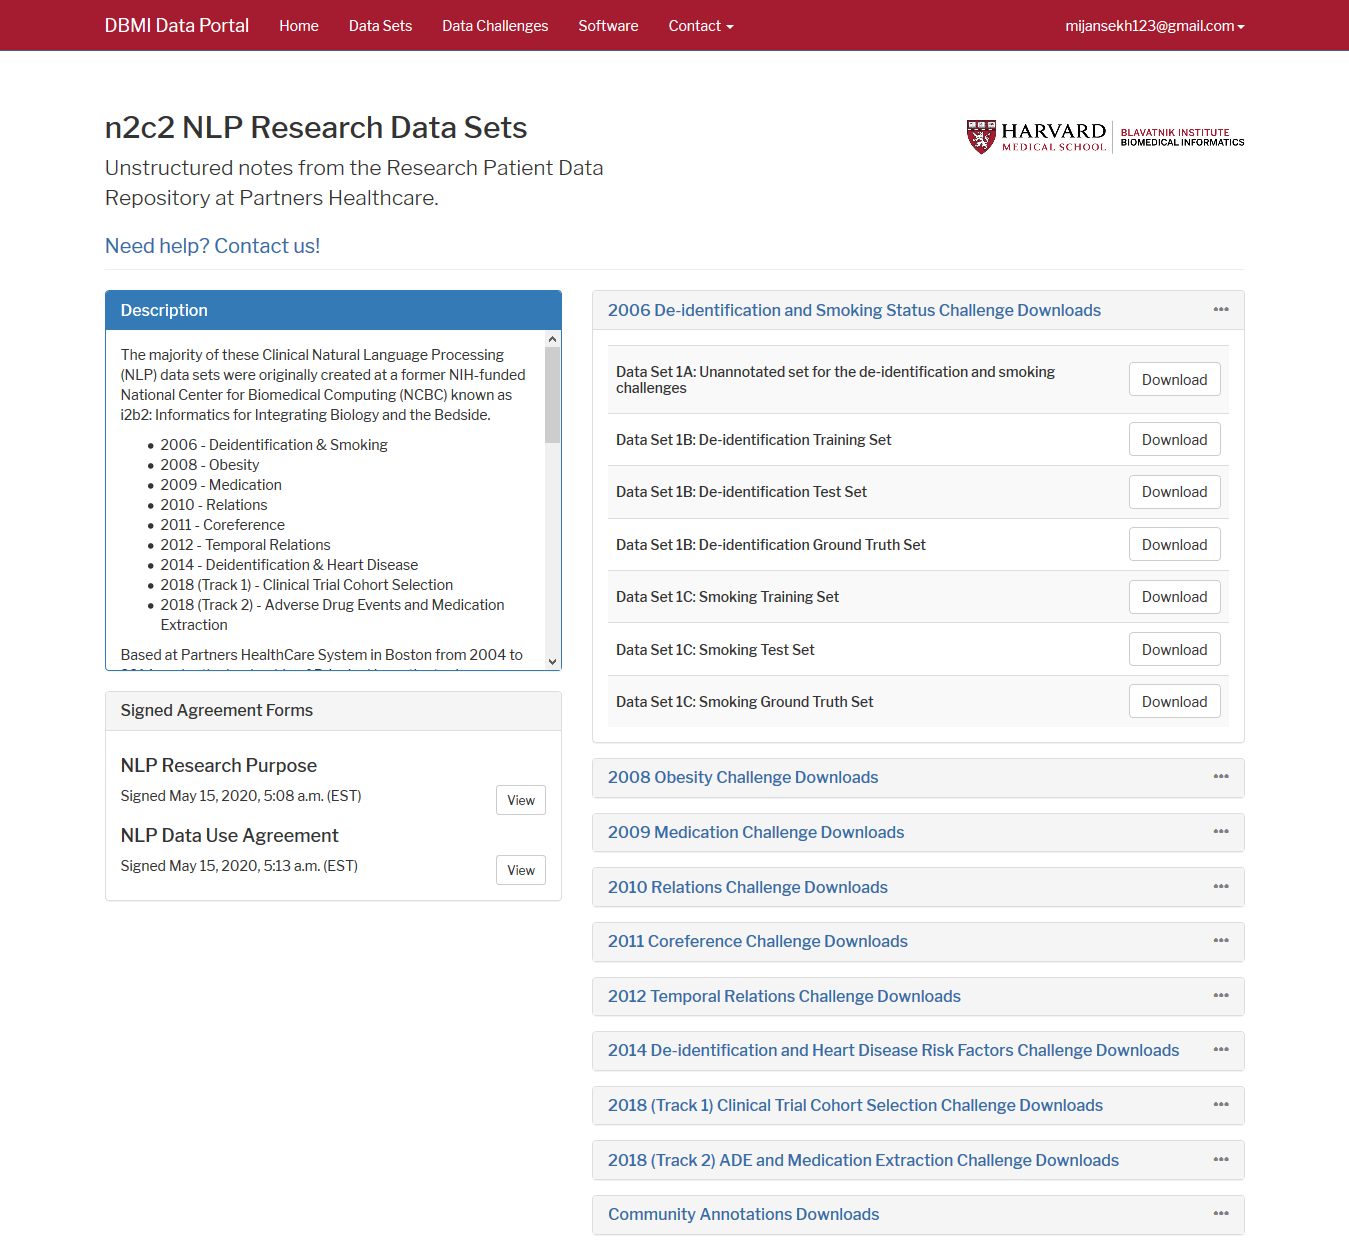 DBMI Data Portal Home Data Sets Data Challenges Software Contact mijansekh123@gmail.com
n2c2 NLP Research Data Sets
Unstructured notes from the Research Patient Data
Repository at Partners Healthcare.
HARVARD
MEDICAL SCHOOL
BLAVATNIK INSTITUTE
BIOMEDICAL INFORMATICS
Need help? Contact us!
Description
The majority of these Clinical Natural Language Processing
(NLP) data sets were originally created at a former NIH-funded
National Center for Biomedical Computing (NCBC) known as
i2b2: Informatics for Integrating Biology and the Bedside.
2006 - Deidentification & Smoking
2008 - Obesity
2009 - Medication
2010 - Relations
2011 - Coreference
2012 - Temporal Relations
2014 - Deidentification & Heart Disease
2018 (Track 1) - Clinical Trial Cohort Selection
2018 (Track 2) - Adverse Drug Events and Medication
Extraction
Based at Partners HealthCare System in Boston from 2004 to
Signed Agreement Forms
NLP Research Purpose
Signed May 15, 2020, 5:08 a.m. (EST) View
NLP Data Use Agreement
Signed May 15, 2020, 5:13 a.m. (EST) View
2006 De-identification and Smoking Status Challenge Downloads
Data Set 1A: Unannotated set for the de-identification and smoking
challenges
Download
Data Set 1B: De-identification Training Set Download
Data Set 1B: De-identification Test Set Download
Data Set 1B: De-identification Ground Truth Set Download
Data Set 1C: Smoking Training Set Download
Data Set 1C: Smoking Test Set Download
Data Set 1C: Smoking Ground Truth Set Download
2008 Obesity Challenge Downloads
2009 Medication Challenge Downloads
2010 Relations Challenge Downloads
2011 Coreference Challenge Downloads
2012 Temporal Relations Challenge Downloads
2014 De-identification and Heart Disease Risk Factors Challenge Downloads
2018 (Track 1) Clinical Trial Cohort Selection Challenge Downloads
2018 (Track 2) ADE and Medication Extraction Challenge Downloads
Community Annotations Downloads